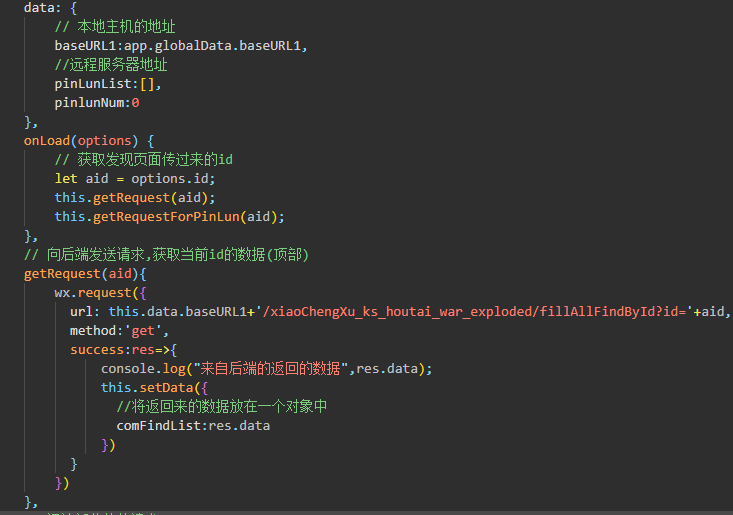 data: {
// 本地主机的地址
baseURL1:app.globalData.baseURL1,
//远程服务器地址
pinLunList:[],
pinlunNum:0
},
onLoad(options) {
// 获取发现页面传过来的id
let aid = options.id;
this.getRequest(aid);
this.getRequestForPinLun(aid);
},
// 向后端发送请求,获取当前id的数据(顶部)
getRequest(aid){
wx.request({
url: this.data.baseURL1+'/xiaoChengXu_ks_houtai_war_exploded/fillAllFindById?id='+aid,
method:'get',
success:res=>{
console.log("来自后端的返回的数据",res.data);
this.setData({
//将返回来的数据放在一个对象中
comFindList:res.data
})
}
})
},